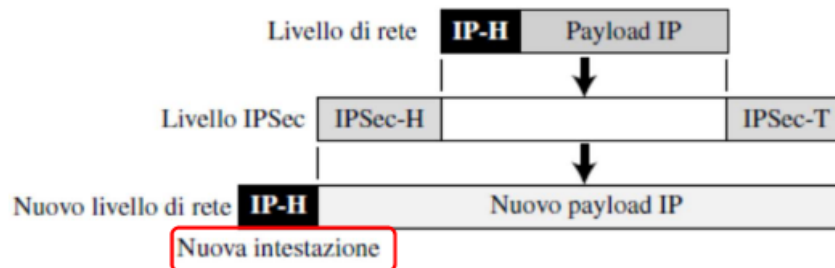 Livello di rete IP-H Payload IP
Livello IPSec IPSec-H IPSec-T
Nuovo livello di rete IP-H Nuovo payload IP
Nuova intestazione